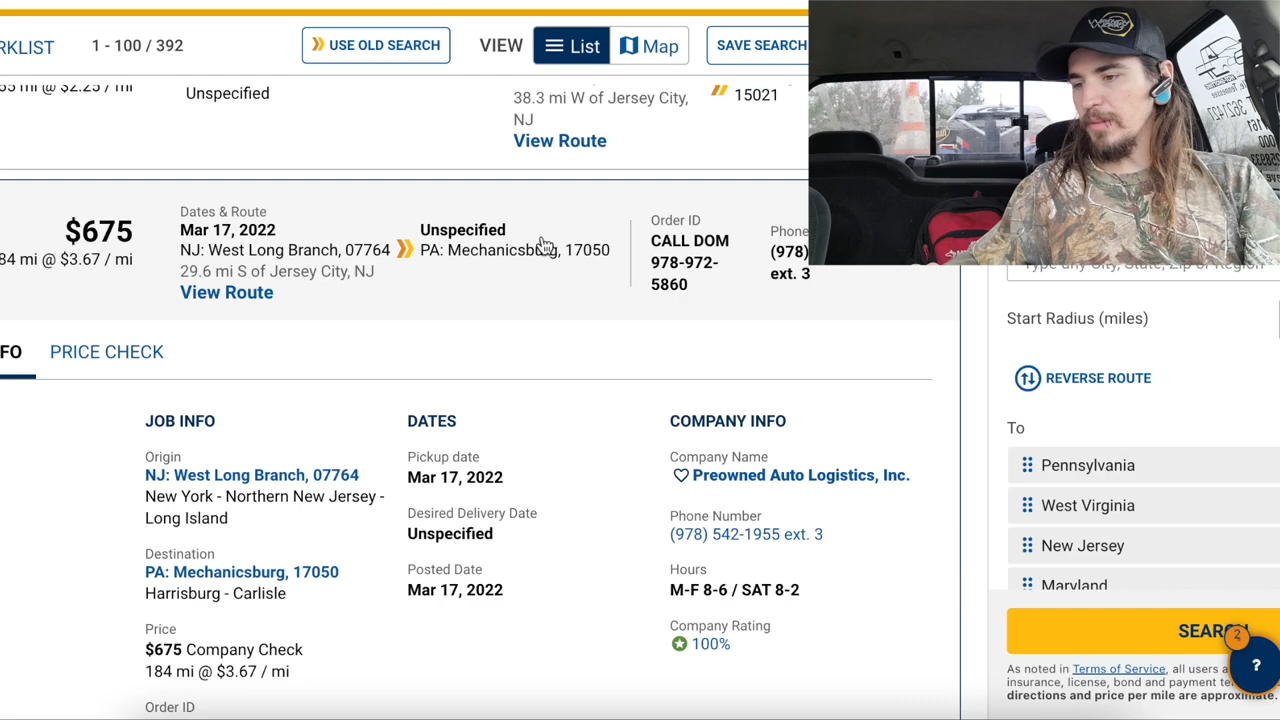 RKLIST
1 - 100 / 392
USE OLD SEARCH
VIEW
List
Map
SAVE SEARCH
Unspecified
38.3 mi W of Jersey City,
NJ
View Route
15021
$675
84 mi @ $3.67 / mi
Dates & Route
Mar 17, 2022
NJ: West Long Branch, 07764
29.6 mi S of Jersey City, NJ
View Route
Unspecified
PA: Mechanicsburg, 17050
Order ID
CALL DOM
978-972-
5860
Phone
(978)
ext. 3
FO
PRICE CHECK
JOB INFO
Origin
NJ: West Long Branch, 07764
New York - Northern New Jersey -
Long Island
Destination
PA: Mechanicsburg, 17050
Harrisburg - Carlisle
Price
$675 Company Check
184 mi @ $3.67 / mi
Order ID
DATES
Pickup date
Mar 17, 2022
Desired Delivery Date
Unspecified
Posted Date
Mar 17, 2022
COMPANY INFO
Company Name
Preowned Auto Logistics, Inc.
Phone Number
(978) 542-1955 ext. 3
Hours
M-F 8-6 / SAT 8-2
Company Rating
100%
Type any City, State, Zip or Region
Start Radius (miles)
REVERSE ROUTE
To
Pennsylvania
West Virginia
New Jersey
Maryland
SEARCH
2
?
As noted in Terms of Service, all users a
insurance, license, bond and payment te
directions and price per mile are approximate.